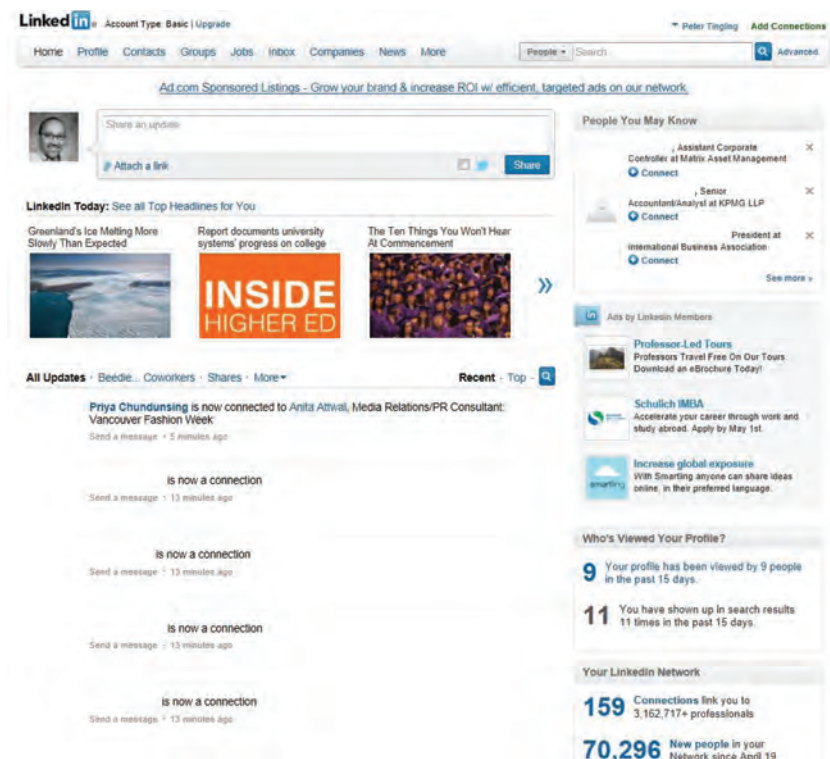 Linked in Account Type: Basic | Upgrade
Peter Tingling Add Connections
Home Profile Contacts Groups Jobs Inbox Companies News More
People Search... Advanced
Ad.com Sponsored Listings - Grow your brand & increase ROI w/ efficient, targeted ads on our network.
Share an update
Attach a link
Share
LinkedIn Today: See all Top Headlines for You
Greenland's Ice Melting More
Slowly Than Expected
Report documents university
systems' progress on college
INSIDE
HIGHER ED
The Ten Things You Won't Hear
At Commencement
All Updates · Beedie... Coworkers · Shares · More
Recent · Top ·
Priya Chundunsing is now connected to Anita Attwal, Media Relations/PR Consultant:
Vancouver Fashion Week
Send a message · 5 minutes ago
is now a connection
Send a message · 13 minutes ago
is now a connection
Send a message · 13 minutes ago
is now a connection
Send a message · 13 minutes ago
is now a connection
Send a message · 13 minutes ago
People You May Know
, Assistant Corporate
Controller at Matrix Asset Management
Connect
, Senior
Accountant/Analyst at KPMG LLP
Connect
President at
International Business Association
Connect
See more »
in Ads by LinkedIn Members
Professor-Led Tours
Professors Travel Free On Our Tours.
Download an eBrochure Today!
Schulich IMBA
Accelerate your career through work and
study abroad. Apply by May 1st.
smarting
Increase global exposure
With Smarting anyone can share ideas
online, in their preferred language.
Who's Viewed Your Profile?
9 Your profile has been viewed by 9 people
in the past 15 days.
11 You have shown up in search results
11 times in the past 15 days.
Your LinkedIn Network
159 Connections link you to
3,162,717+ professionals
70,296 New people in your
Network since April 19